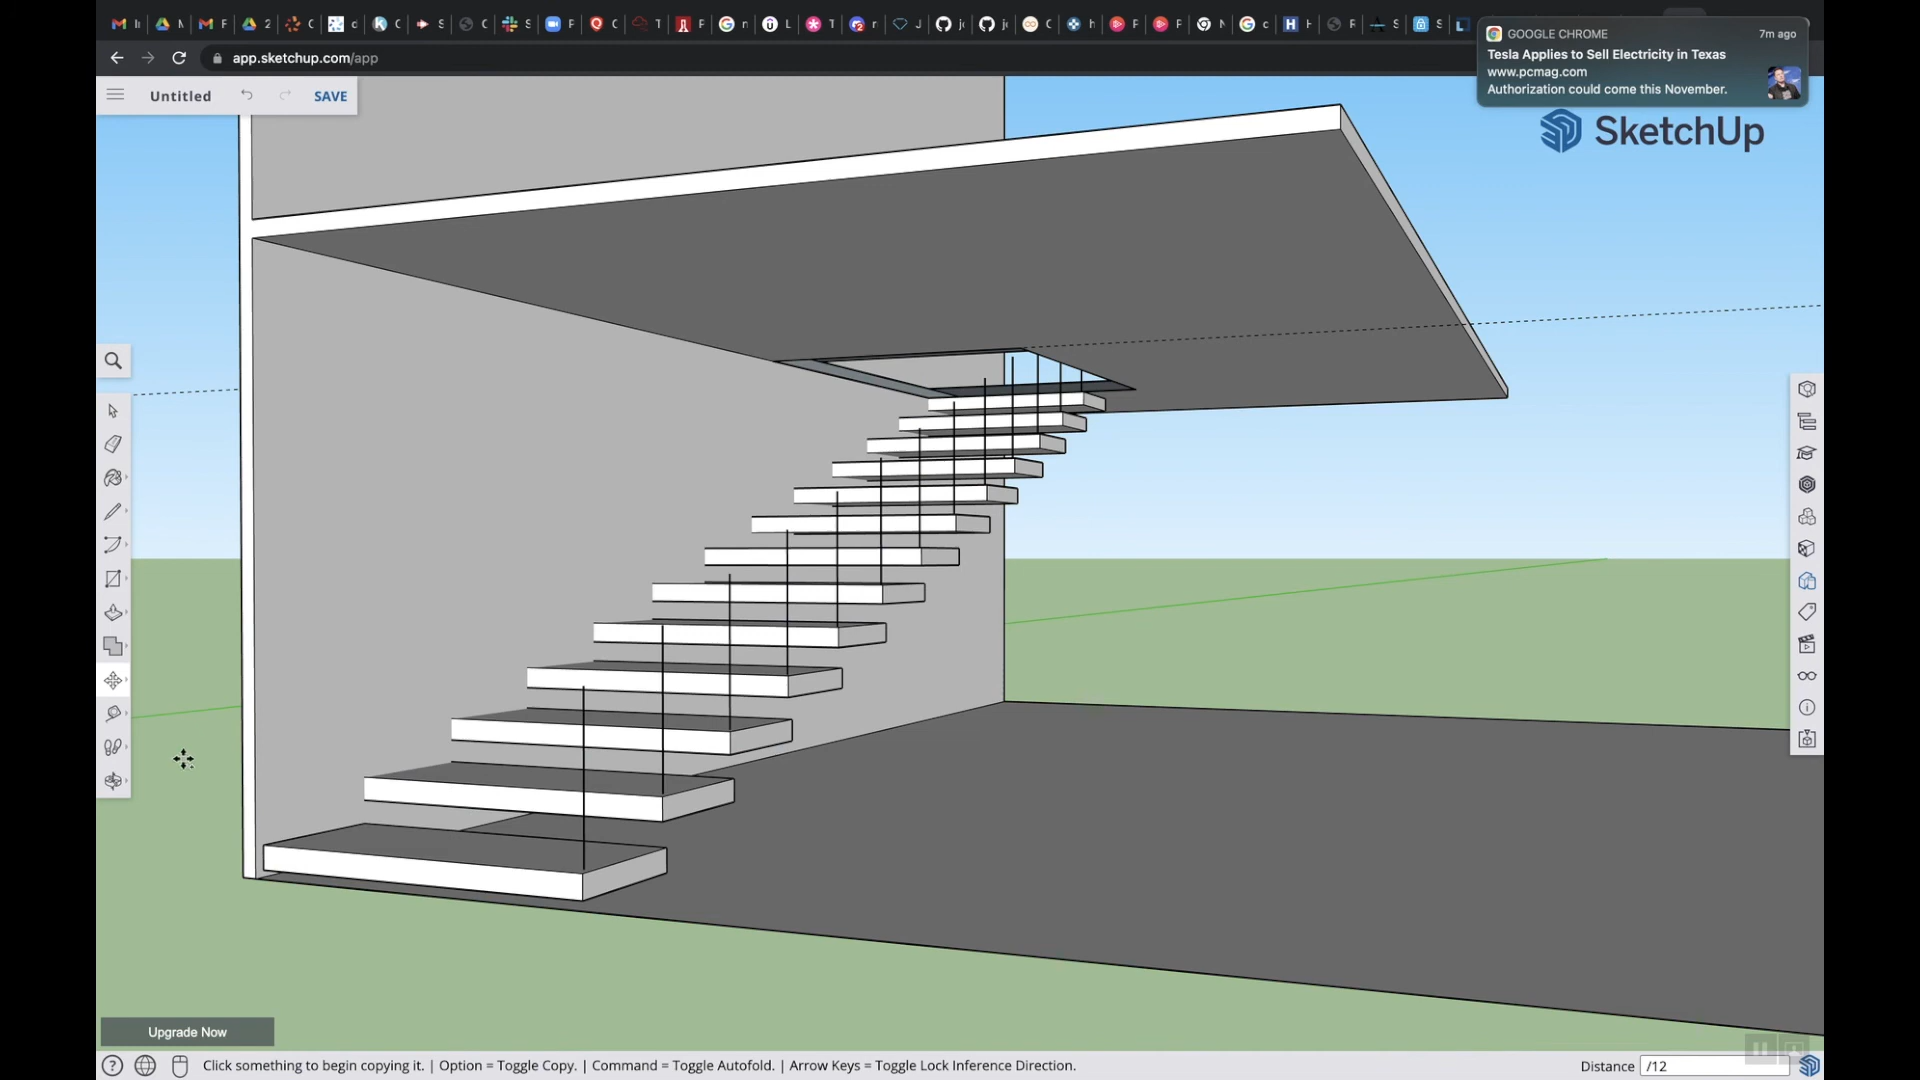 GOOGLE CHROME 7m ago
Tesla Applies to Sell Electricity in Texas
www.pcmag.com
Authorization could come this November.
app.sketchup.com/app
Untitled SAVE
SketchUp
Upgrade Now
Click something to begin copying it. | Option = Toggle Copy. | Command = Toggle Autofold. | Arrow Keys = Toggle Lock Inference Direction.
Distance /12